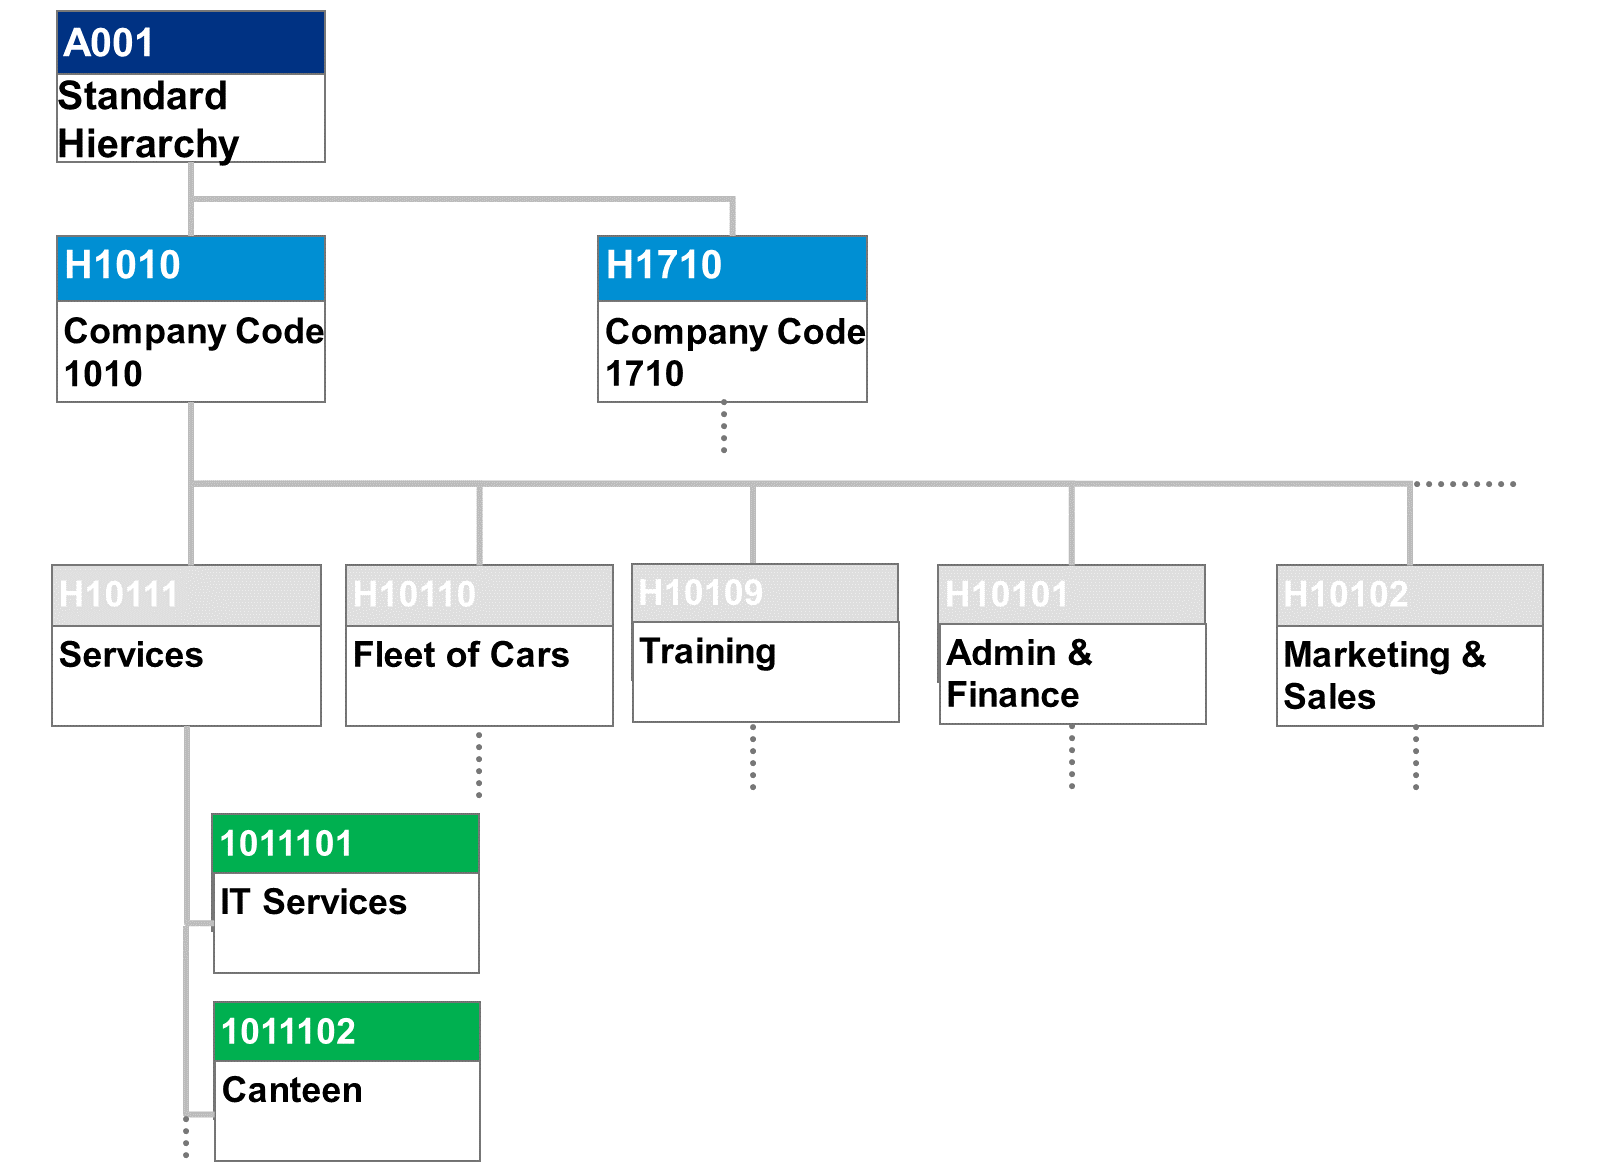 A001
Standard
Hierarchy
H1010
Company Code
1010
H1710
Company Code
1710
H10111
Services
H10110
Fleet of Cars
H10109
Training
H10101
Admin &
Finance
H10102
Marketing &
Sales
1011101
IT Services
1011102
Canteen